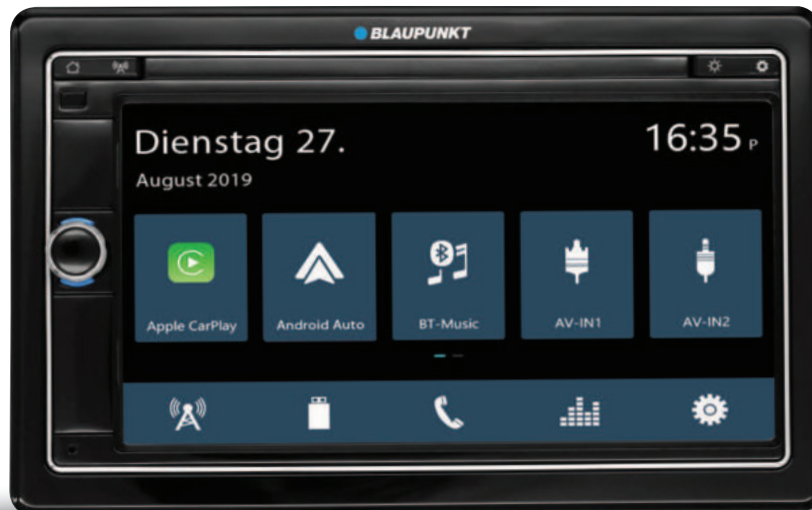 BLAUPUNKT
Dienstag 27.
16:35 P
August 2019
Apple CarPlay
Android Auto
BT-Music
AV-IN1
AV-IN2